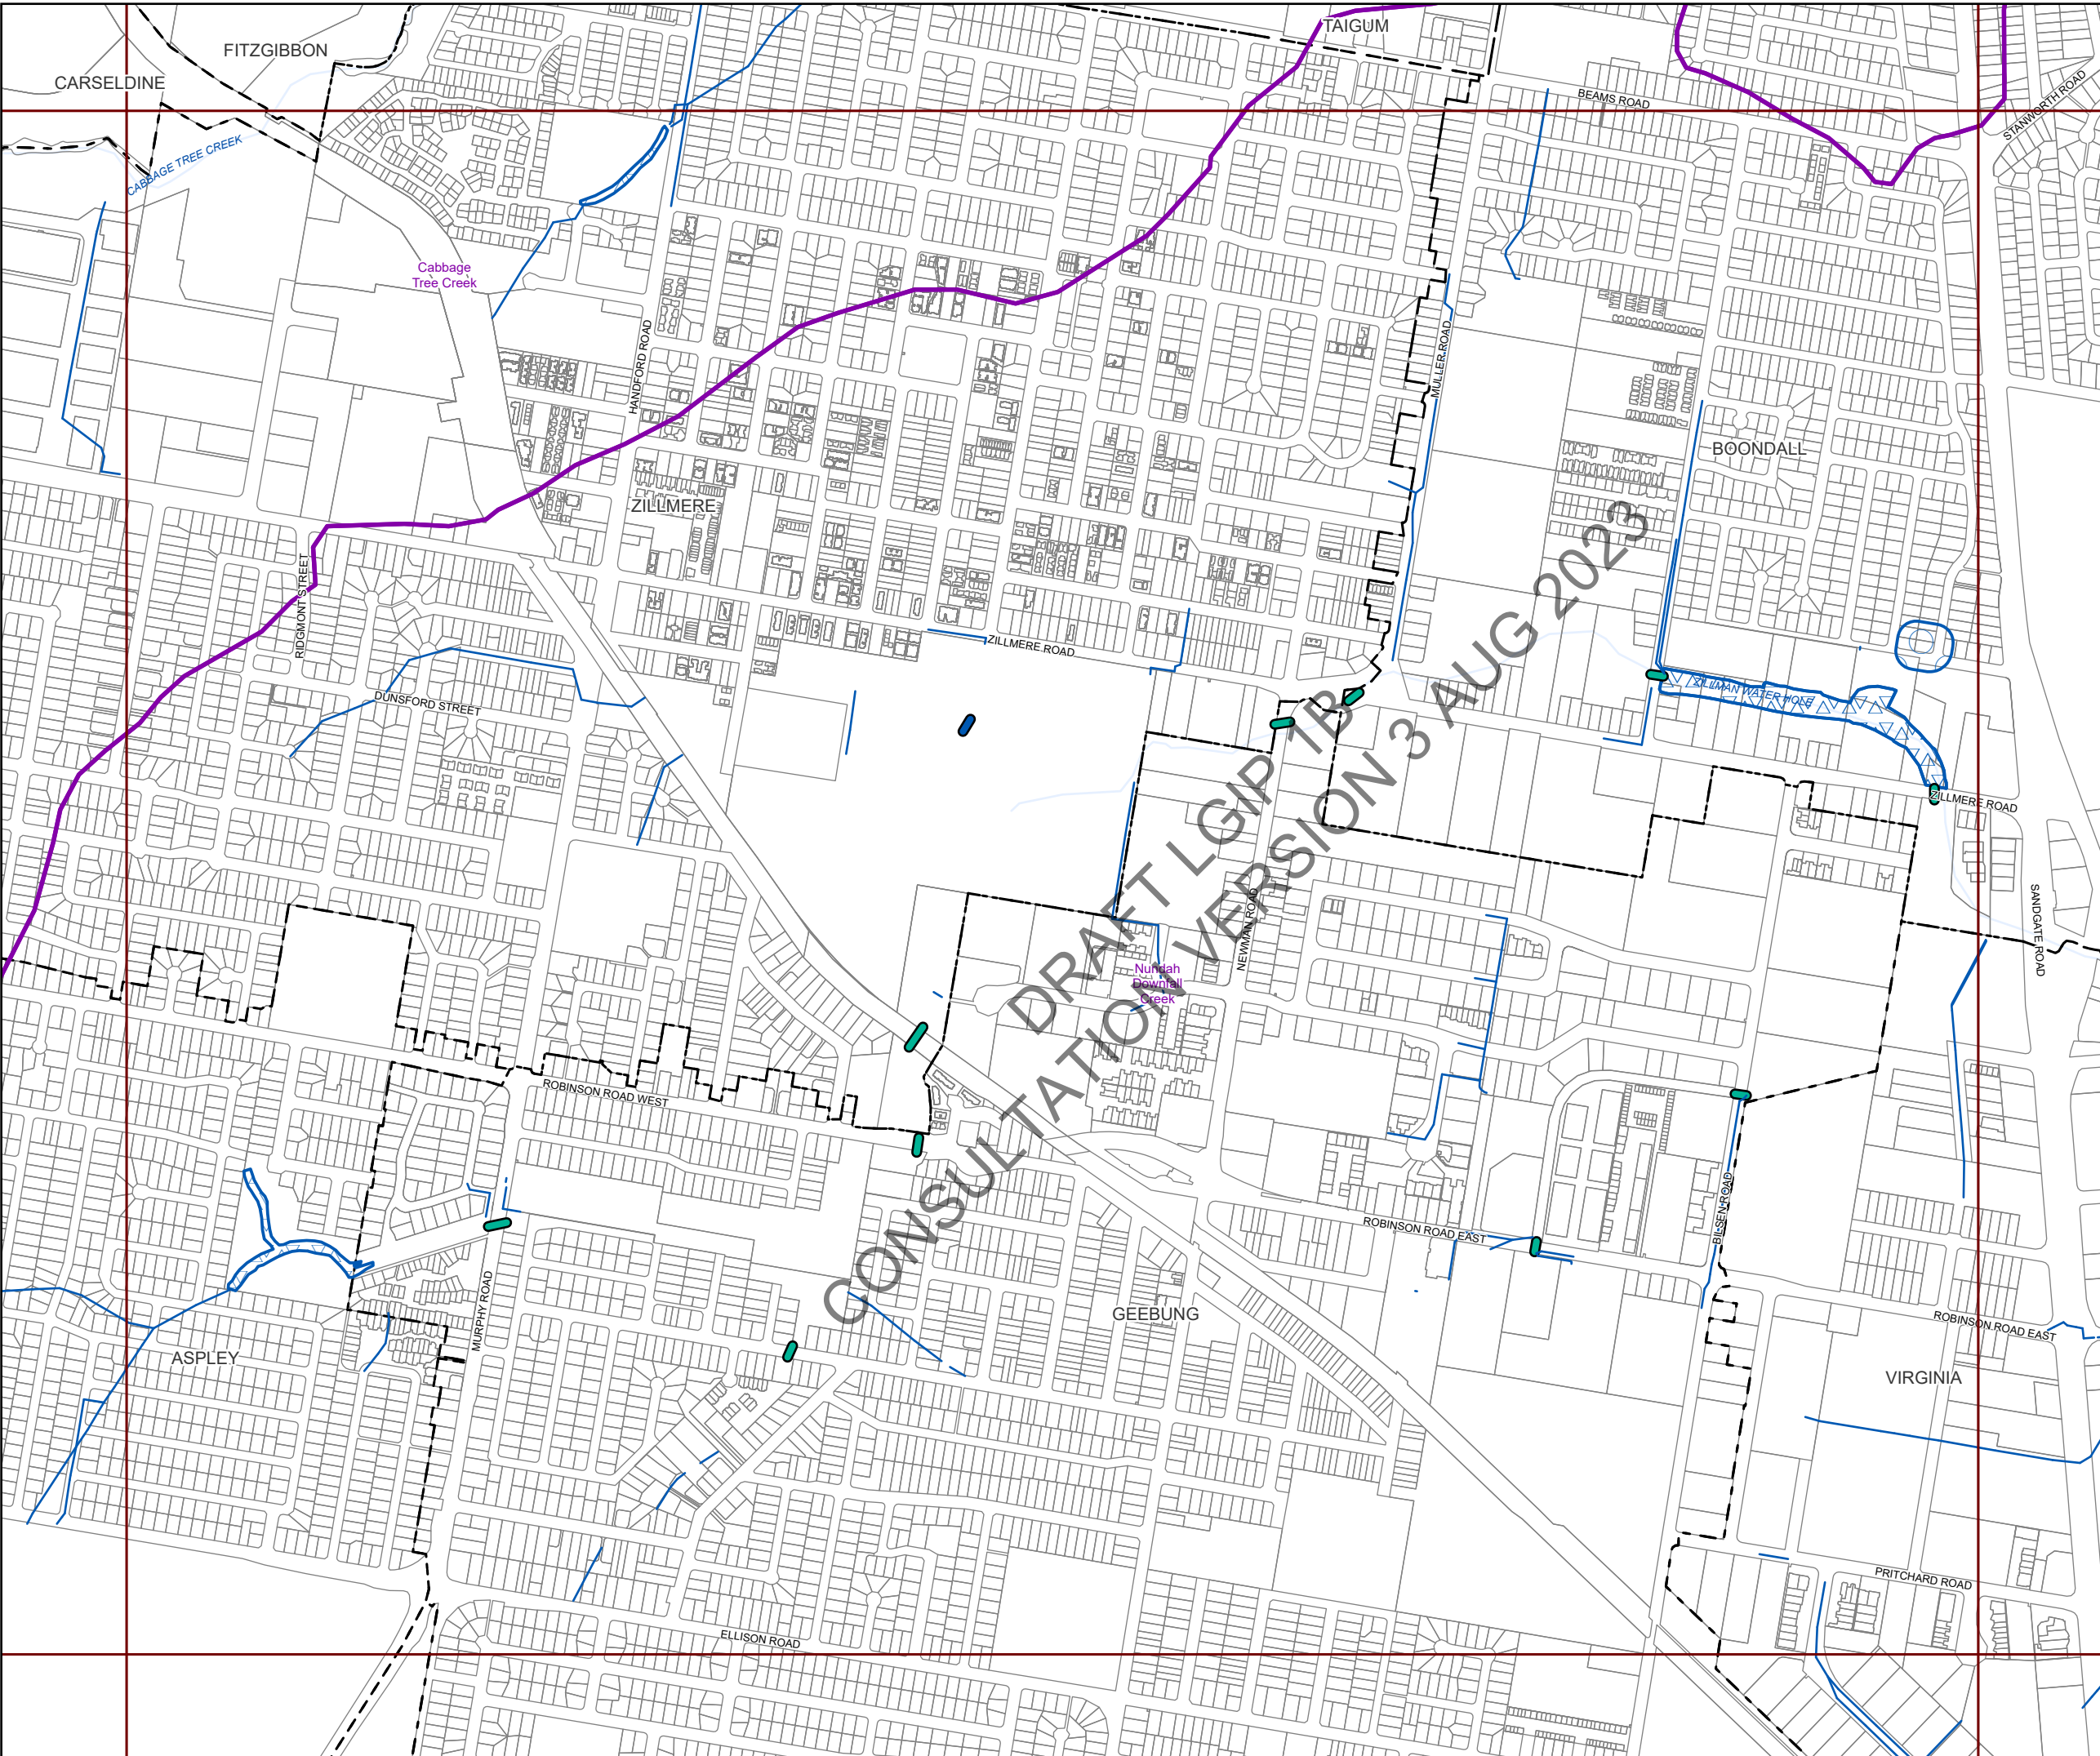 TAIGUM
FITZGIBBON
CARSELDINE
BEAMS ROAD
STANWORTH ROAD
CABBAGE TREE CREEK
Cabbage
Tree Creek
HANDFORD ROAD
MULLER ROAD
BOONDALL
ZILLMERE
RIDGMONT STREET
ZILLMERE ROAD
DUNSFORD STREET
ZILLMAN WATER HOLE
ZILLMERE ROAD
SANDGATE ROAD
NEWMAN ROAD
DRAFT LGIP 1B
CONSULTATION VERSION 3 AUG 2023
Nundah
Downfall
Creek
ROBINSON ROAD WEST
BILSEN ROAD
ROBINSON ROAD EAST
MURPHY ROAD
GEEBUNG
ROBINSON ROAD EAST
ASPLEY
VIRGINIA
PRITCHARD ROAD
ELLISON ROAD